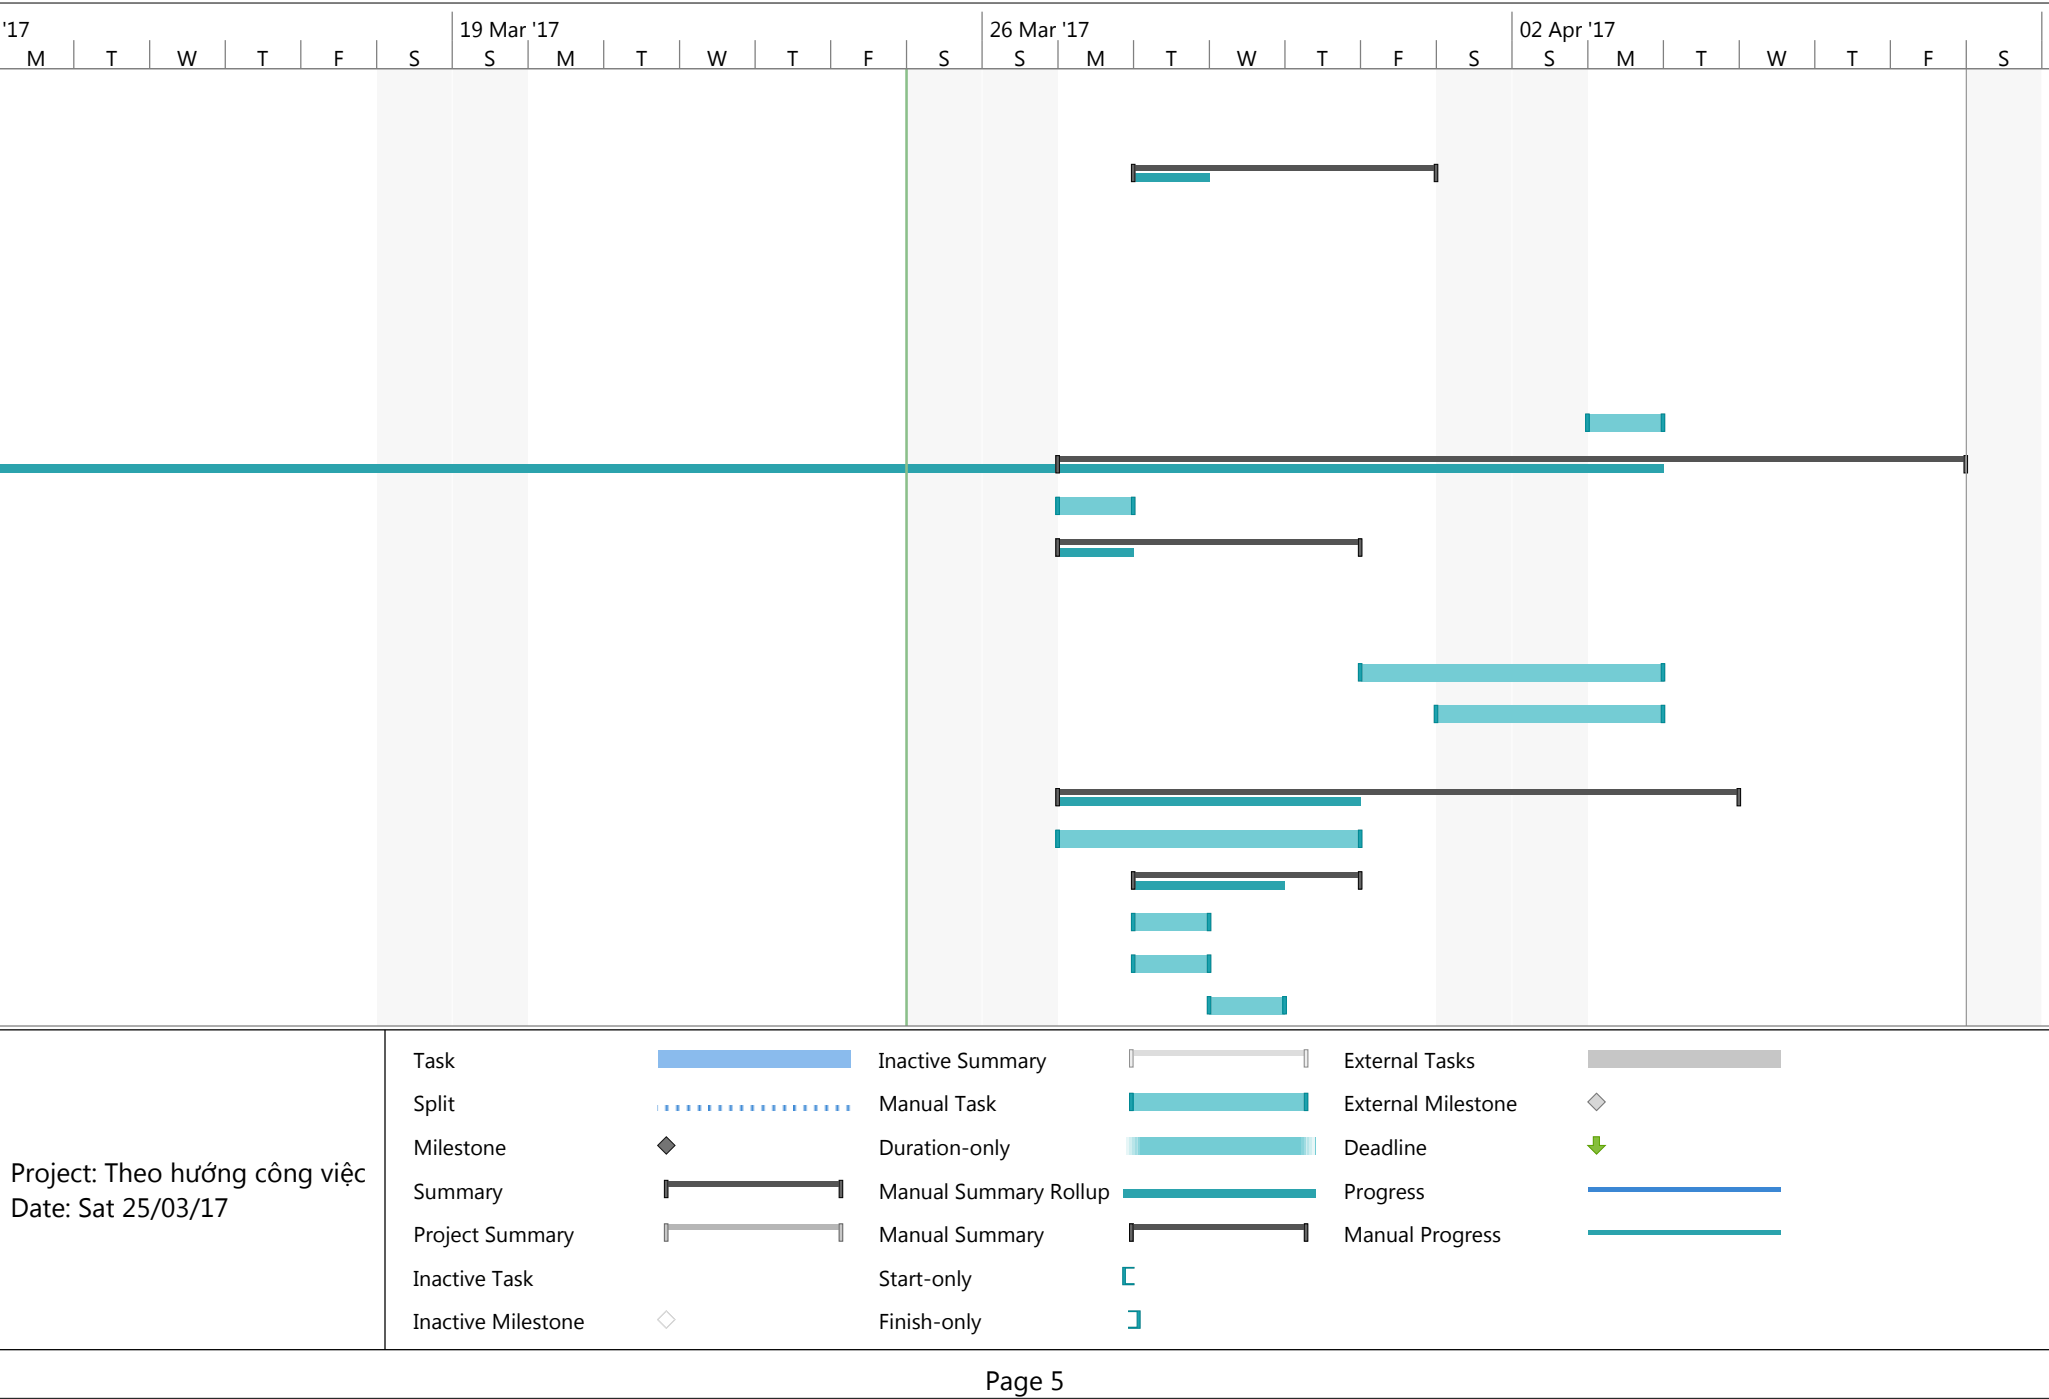 '17 19 Mar '17 26 Mar '17 02 Apr '17
M T W T F S S M T W T F S S M T W T F S S M T W T F S
Task Inactive Summary External Tasks
Split Manual Task External Milestone
Milestone Duration-only Deadline
Summary Manual Summary Rollup Progress
Project Summary Manual Summary Manual Progress
Inactive Task Start-only
Inactive Milestone Finish-only
Project: Theo hướng công việc
Date: Sat 25/03/17
Page 5